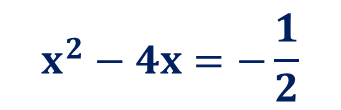 x² − 4x = −1/2